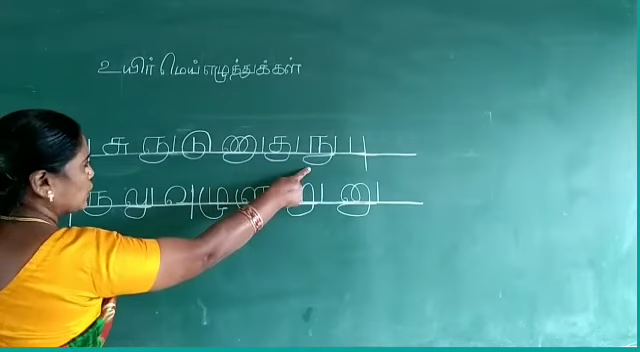 உயிர் மெய் எழுத்துக்கள்
சு ஞு டு ணு து நு பு
ரு லு வு ழு ளு று னு